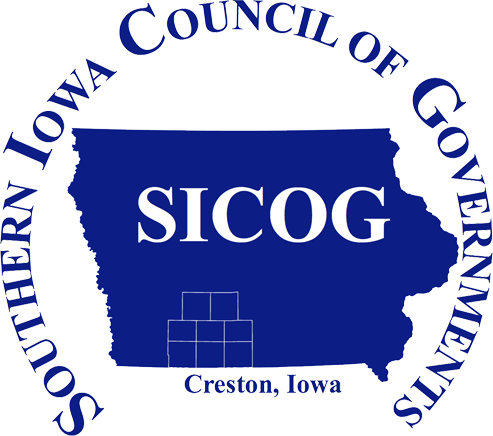 SOUTHERN IOWA COUNCIL OF GOVERNMENTS
SICOG
Creston, Iowa